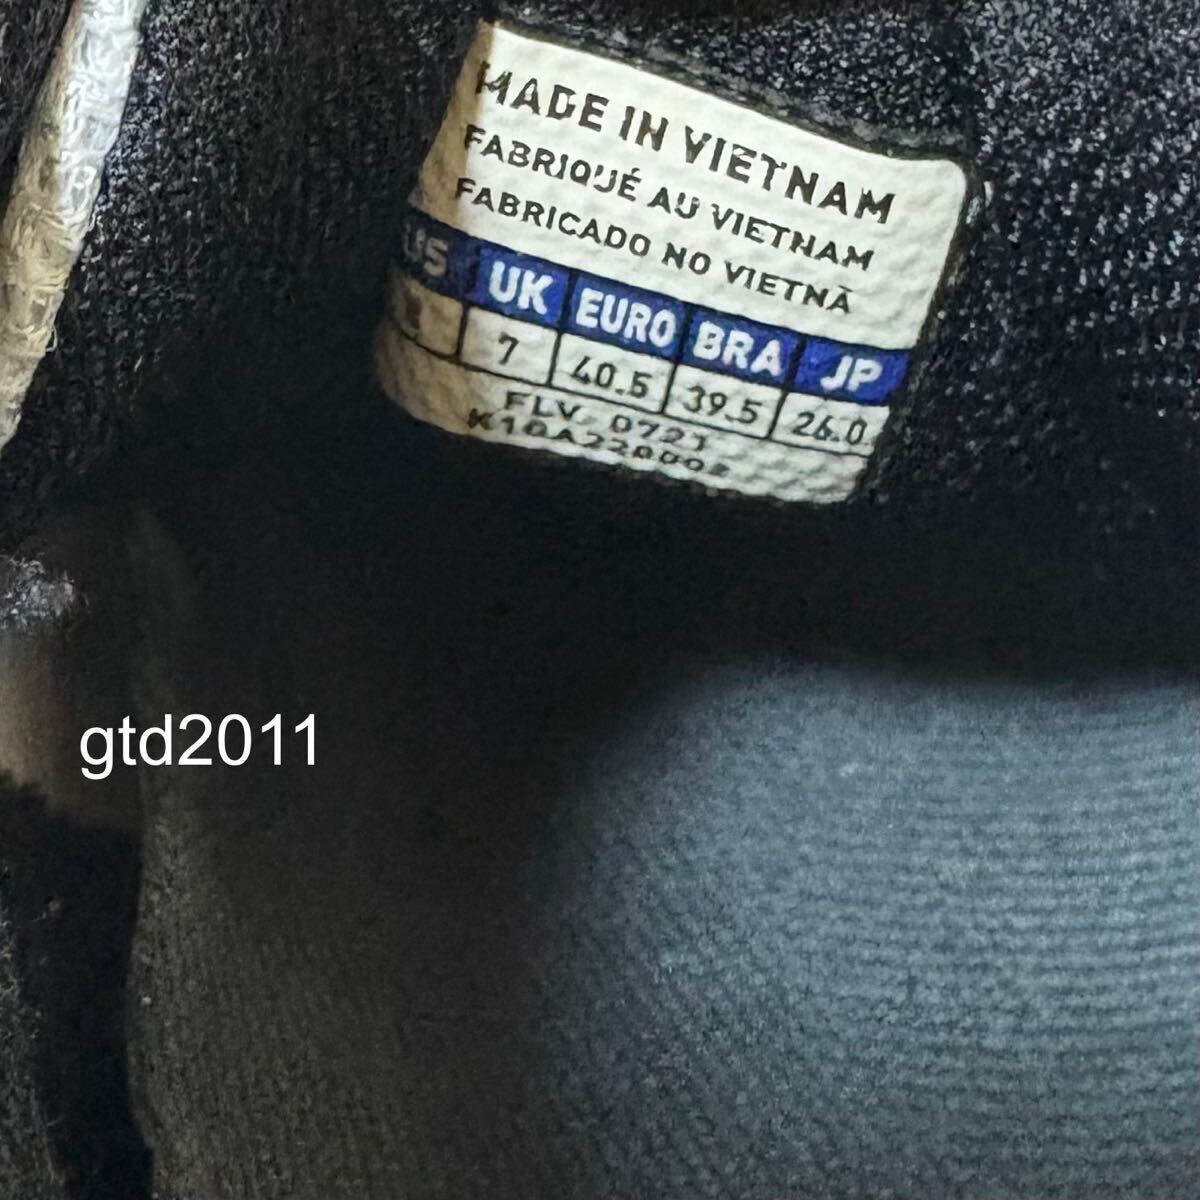 MADE IN VIETNAM
FABRIQUÉ AU VIETNAM
FABRICADO NO VIETNÃ
US UK EURO BRA JP
7 40.5 39.5 26.0
FLV 0721
gtd2011